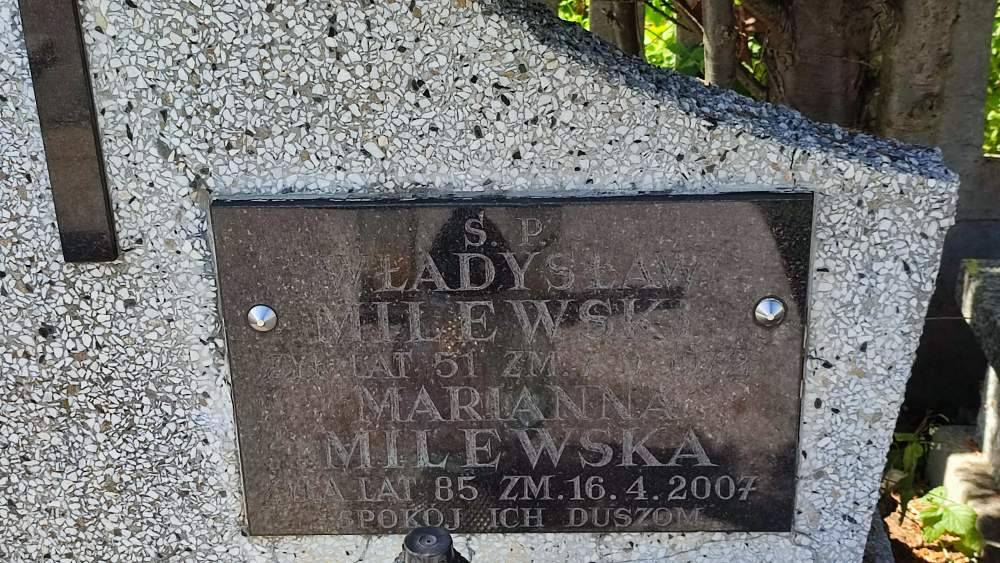 Ś. P.
WŁADYSŁAW
MILEWSKI
ŻYŁ LAT 51 ZM.
MARIANNA
MILEWSKA
ŻYŁA LAT 85 ZM. 16. 4. 2007
SPOKÓJ ICH DUSZOM